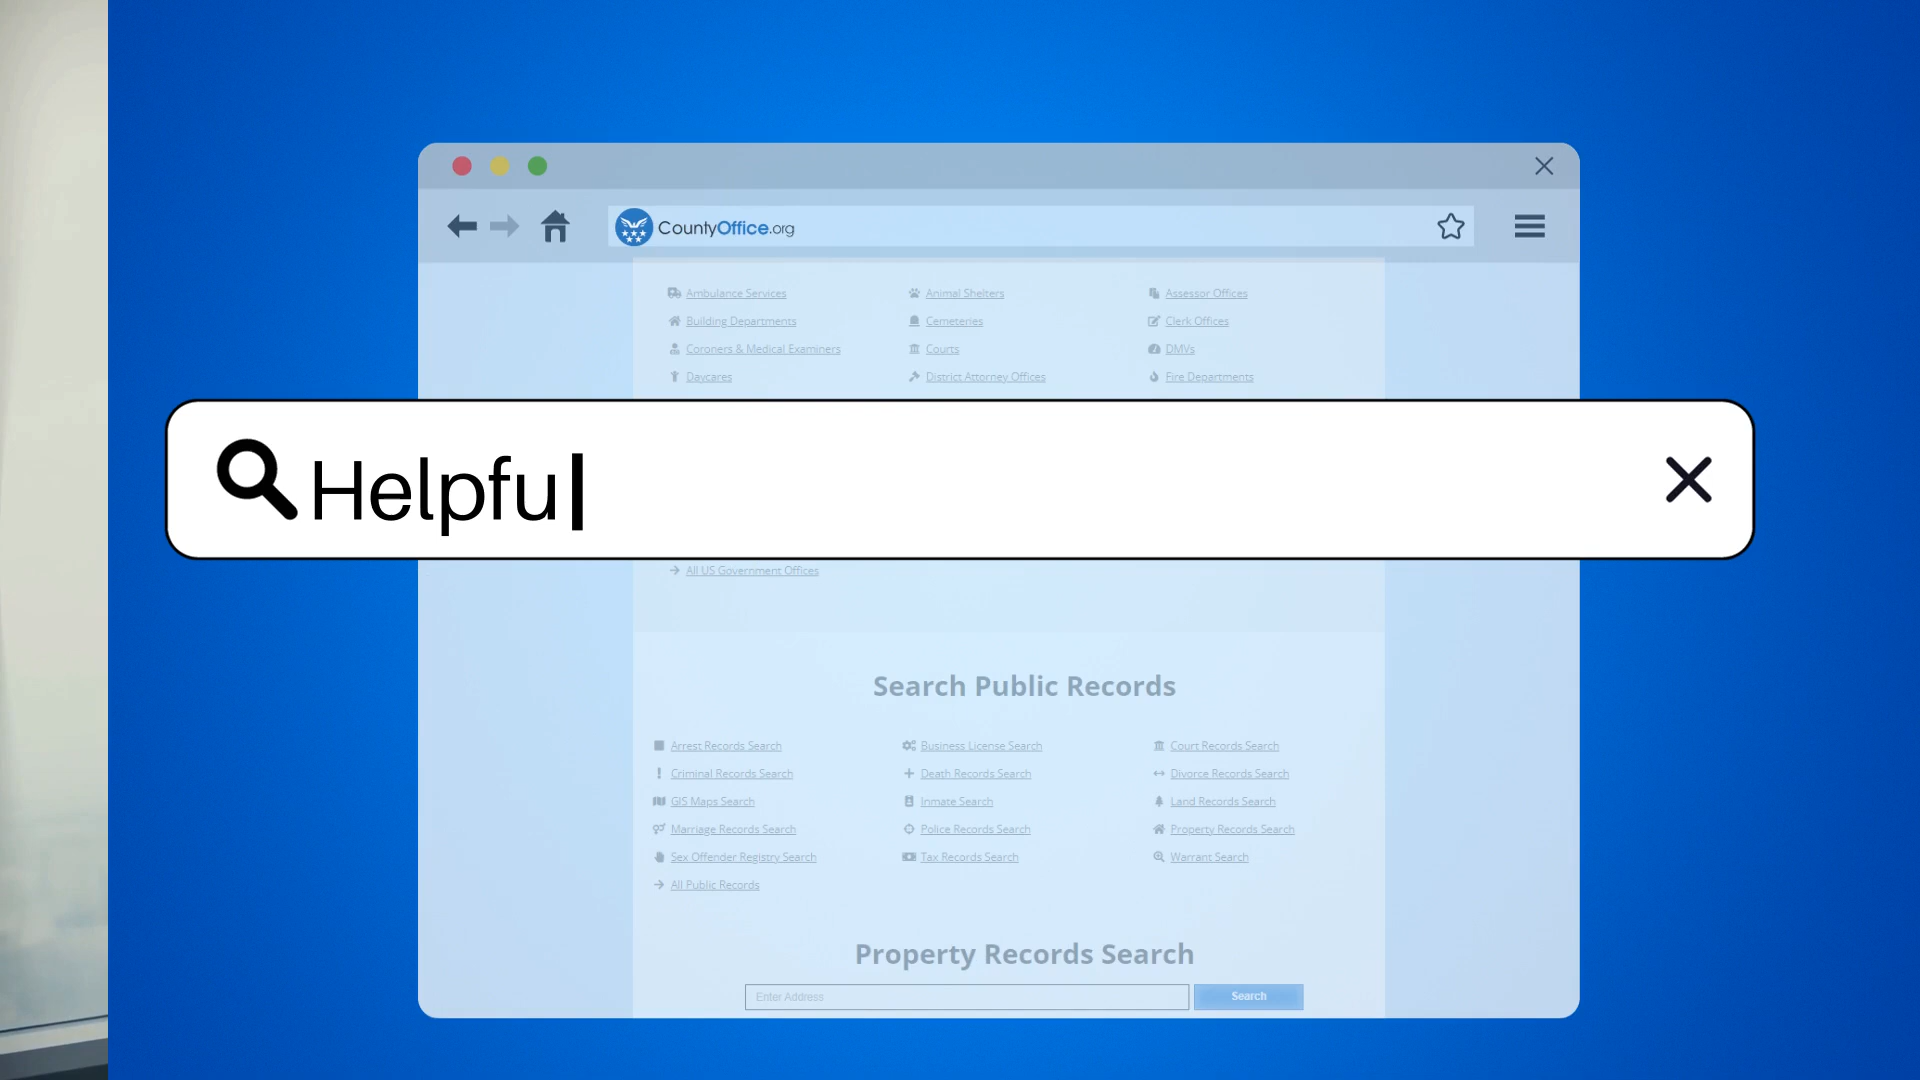 CountyOffice.org
Ambulance Services Animal Shelters Assessor Offices
Building Departments Cemeteries Clerk Offices
Coroners & Medical Examiners Courts DMVs
Daycares District Attorney Offices Fire Departments
Helpfu
All US Government Offices
Search Public Records
Arrest Records Search Business License Search Court Records Search
Criminal Records Search Death Records Search Divorce Records Search
GIS Maps Search Inmate Search Land Records Search
Marriage Records Search Police Records Search Property Records Search
Sex Offender Registry Search Tax Records Search Warrant Search
All Public Records
Property Records Search
Enter Address Search